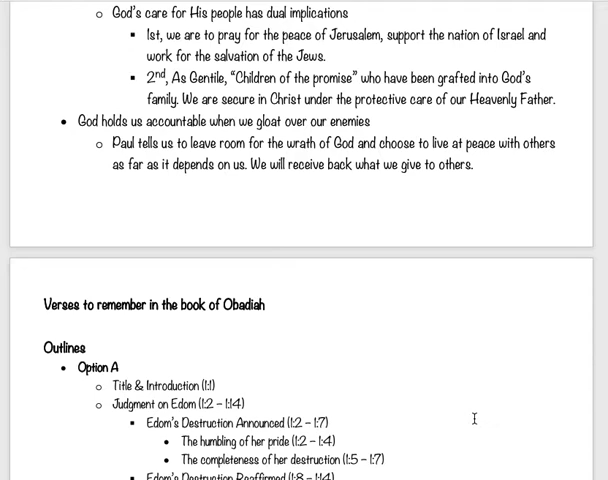 o God's care for His people has dual implications
▪ 1st, we are to pray for the peace of Jerusalem, support the nation of Israel and
work for the salvation of the Jews.
▪ 2nd, As Gentile, “Children of the promise” who have been grafted into God's
family. We are secure in Christ under the protective care of our Heavenly Father.
• God holds us accountable when we gloat over our enemies
o Paul tells us to leave room for the wrath of God and choose to live at peace with others
as far as it depends on us. We will receive back what we give to others.
Verses to remember in the book of Obadiah
Outlines
• Option A
o Title & Introduction (1:1)
o Judgment on Edom (1:2 – 1:14)
▪ Edom's Destruction Announced (1:2 – 1:7)
• The humbling of her pride (1:2 – 1:4)
• The completeness of her destruction (1:5 – 1:7)
▪ Edom's Destruction Reaffirmed (1:8 – 1:14)